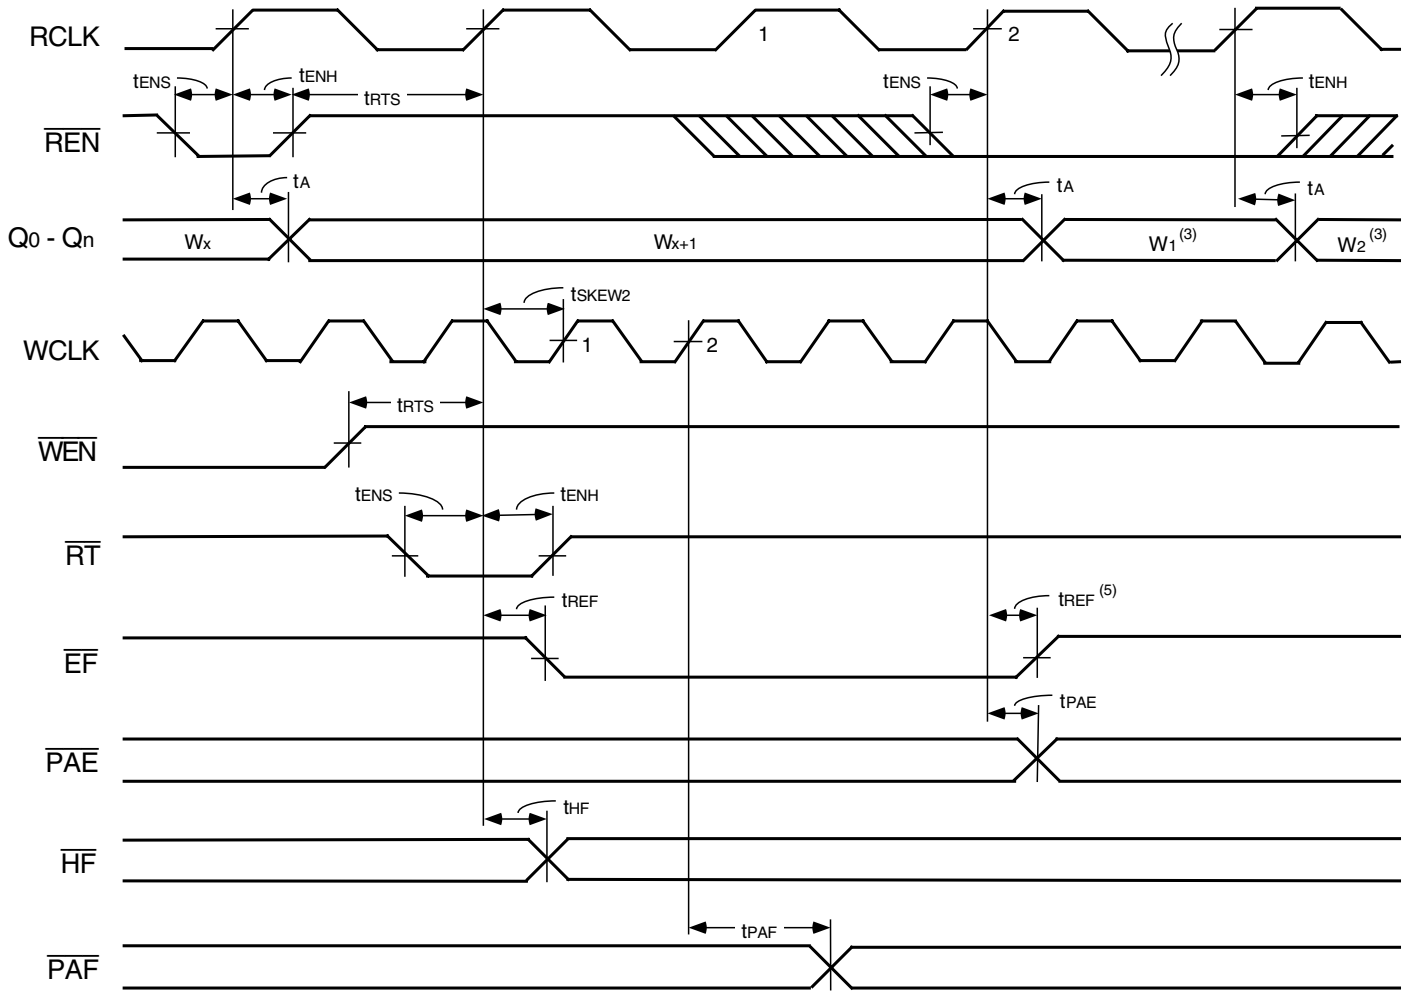 RCLK 1 2
tENS tENH tRTS tENS tENH
REN
tA tA tA
Q0 - Qn Wx Wx+1 W1(3) W2(3)
tSKEW2
WCLK 1 2
tRTS
WEN
tENS tENH
RT
tREF tREF(5)
EF
tPAE
PAE
tHF
HF
tPAF
PAF